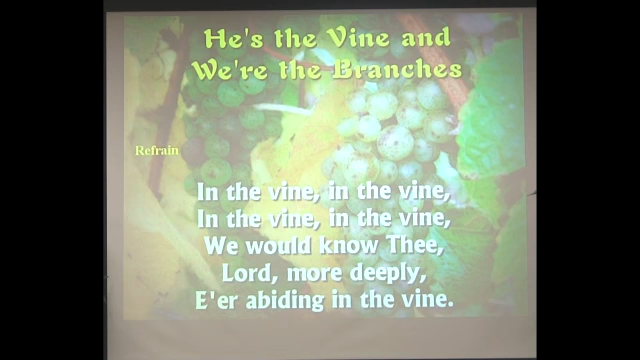 He's the Vine and
We're the Branches
Refrain
In the vine, in the vine,
In the vine, in the vine,
We would know Thee,
Lord, more deeply,
E'er abiding in the vine.